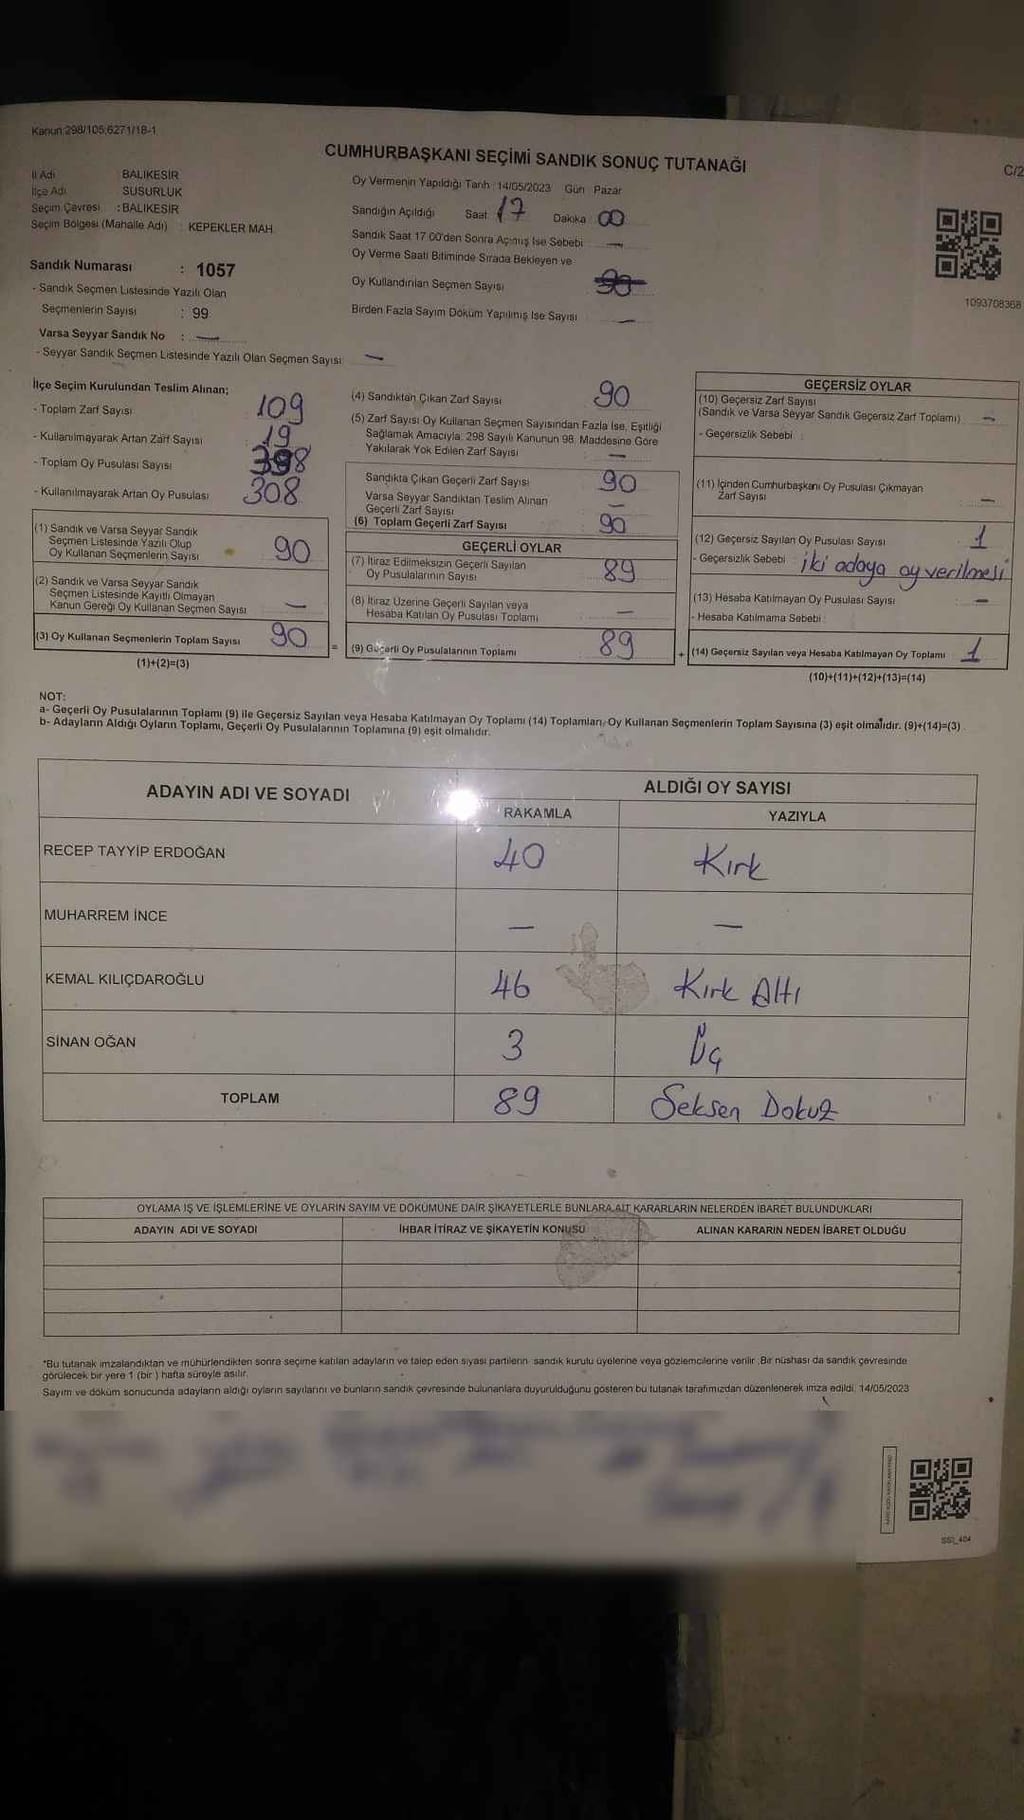 Kanun:298/105;6271/18-1
CUMHURBAŞKANI SEÇİMİ SANDIK SONUÇ TUTANAĞI
C/2
İl Adı : BALIKESİR
İlçe Adı : SUSURLUK
Seçim Çevresi : BALIKESİR
Seçim Bölgesi (Mahalle Adı) : KEPEKLER MAH.
Oy Vermenin Yapıldığı Tarih : 14/05/2023 Gün Pazar
Sandığın Açıldığı Saat 17 Dakika 00
Sandık Saat 17.00'den Sonra Açılmış İse Sebebi —
Oy Verme Saati Bitiminde Sırada Bekleyen ve
Oy Kullandırılan Seçmen Sayısı
Birden Fazla Sayım Döküm Yapılmış İse Sayısı —
1093708368
Sandık Numarası : 1057
- Sandık Seçmen Listesinde Yazılı Olan
Seçmenlerin Sayısı : 99
Varsa Seyyar Sandık No : —
- Seyyar Sandık Seçmen Listesinde Yazılı Olan Seçmen Sayısı: —
İlçe Seçim Kurulundan Teslim Alınan;
- Toplam Zarf Sayısı : 109
- Kullanılmayarak Artan Zarf Sayısı : 19
- Toplam Oy Pusulası Sayısı : 398
- Kullanılmayarak Artan Oy Pusulası : 308
(1) Sandık ve Varsa Seyyar Sandık
Seçmen Listesinde Yazılı Olup
Oy Kullanan Seçmenlerin Sayısı 90
(2) Sandık ve Varsa Seyyar Sandık
Seçmen Listesinde Kayıtlı Olmayan
Kanun Gereği Oy Kullanan Seçmen Sayısı —
(3) Oy Kullanan Seçmenlerin Toplam Sayısı 90
(1)+(2)=(3)
(4) Sandıktan Çıkan Zarf Sayısı 90
(5) Zarf Sayısı Oy Kullanan Seçmen Sayısından Fazla İse, Eşitliği
Sağlamak Amacıyla, 298 Sayılı Kanunun 98. Maddesine Göre
Yakılarak Yok Edilen Zarf Sayısı —
Sandıkta Çıkan Geçerli Zarf Sayısı 90
Varsa Seyyar Sandıktan Teslim Alınan
Geçerli Zarf Sayısı —
(6) Toplam Geçerli Zarf Sayısı 90
GEÇERLİ OYLAR
(7) İtiraz Edilmeksizin Geçerli Sayılan
Oy Pusulalarının Sayısı 89
(8) İtiraz Üzerine Geçerli Sayılan veya
Hesaba Katılan Oy Pusulası Toplamı —
= (9) Geçerli Oy Pusulalarının Toplamı 89
GEÇERSİZ OYLAR
(10) Geçersiz Zarf Sayısı
(Sandık ve Varsa Seyyar Sandık Geçersiz Zarf Toplamı) —
- Geçersizlik Sebebi :
(11) İçinden Cumhurbaşkanı Oy Pusulası Çıkmayan
Zarf Sayısı —
(12) Geçersiz Sayılan Oy Pusulası Sayısı 1
- Geçersizlik Sebebi : iki adaya oy verilmesi
(13) Hesaba Katılmayan Oy Pusulası Sayısı —
- Hesaba Katılmama Sebebi :
+ (14) Geçersiz Sayılan veya Hesaba Katılmayan Oy Toplamı 1
(10)+(11)+(12)+(13)=(14)
NOT:
a- Geçerli Oy Pusulalarının Toplamı (9) ile Geçersiz Sayılan veya Hesaba Katılmayan Oy Toplamı (14) Toplamları, Oy Kullanan Seçmenlerin Toplam Sayısına (3) eşit olmalıdır. (9)+(14)=(3)
b- Adayların Aldığı Oyların Toplamı, Geçerli Oy Pusulalarının Toplamına (9) eşit olmalıdır.
ADAYIN ADI VE SOYADI ALDIĞI OY SAYISI
RAKAMLA YAZIYLA
RECEP TAYYİP ERDOĞAN 40 Kırk
MUHARREM İNCE — —
KEMAL KILIÇDAROĞLU 46 Kırk Altı
SİNAN OĞAN 3 Üç
TOPLAM 89 Seksen Dokuz
OYLAMA İŞ VE İŞLEMLERİNE VE OYLARIN SAYIM VE DÖKÜMÜNE DAİR ŞİKAYETLERLE BUNLARA AİT KARARLARIN NELERDEN İBARET BULUNDUKLARI
ADAYIN ADI VE SOYADI İHBAR İTİRAZ VE ŞİKAYETİN KONUSU ALINAN KARARIN NEDEN İBARET OLDUĞU
*Bu tutanak imzalandıktan ve mühürlendikten sonra seçime katılan adayların ve talep eden siyasi partilerin sandık kurulu üyelerine veya gözlemcilerine verilir. Bir nüshası da sandık çevresinde
görülecek bir yere 1 (bir) hafta süreyle asılır.
Sayım ve döküm sonucunda adayların aldığı oyların sayılarını ve bunların sandık çevresinde bulunanlara duyurulduğunu gösteren bu tutanak tarafımızdan düzenlenerek imza edildi. 14/05/2023
SSI_404